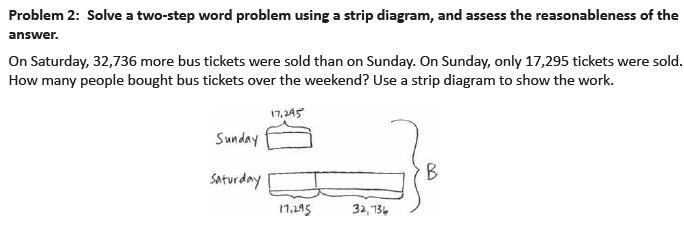 Problem 2: Solve a two-step word problem using a strip diagram, and assess the reasonableness of the
answer.
On Saturday, 32,736 more bus tickets were sold than on Sunday. On Sunday, only 17,295 tickets were sold.
How many people bought bus tickets over the weekend? Use a strip diagram to show the work.
17,295
Sunday
Saturday
B
17,295 32,736